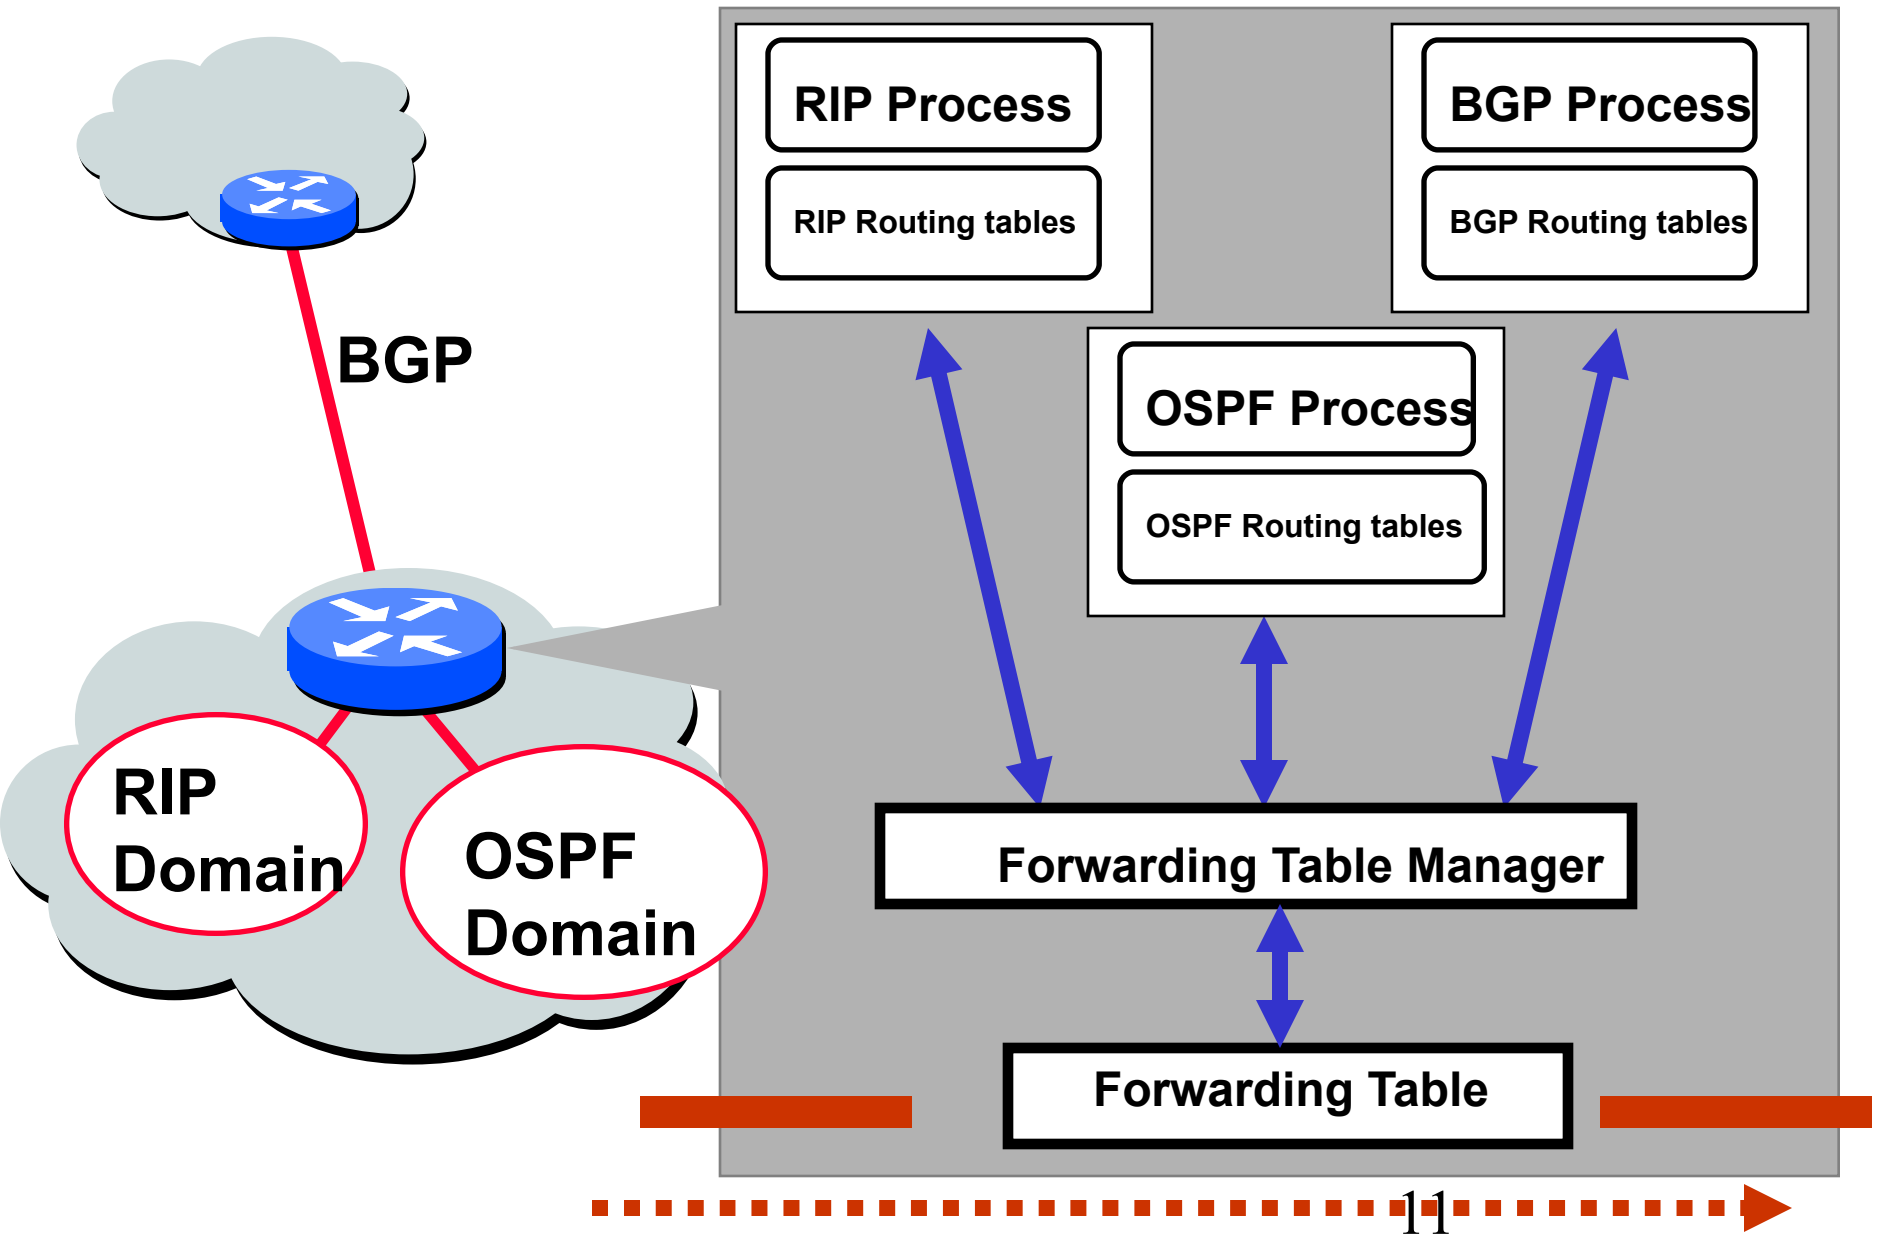 RIP Process
RIP Routing tables
BGP Process
BGP Routing tables
BGP
OSPF Process
OSPF Routing tables
RIP
Domain
OSPF
Domain
Forwarding Table Manager
Forwarding Table
11